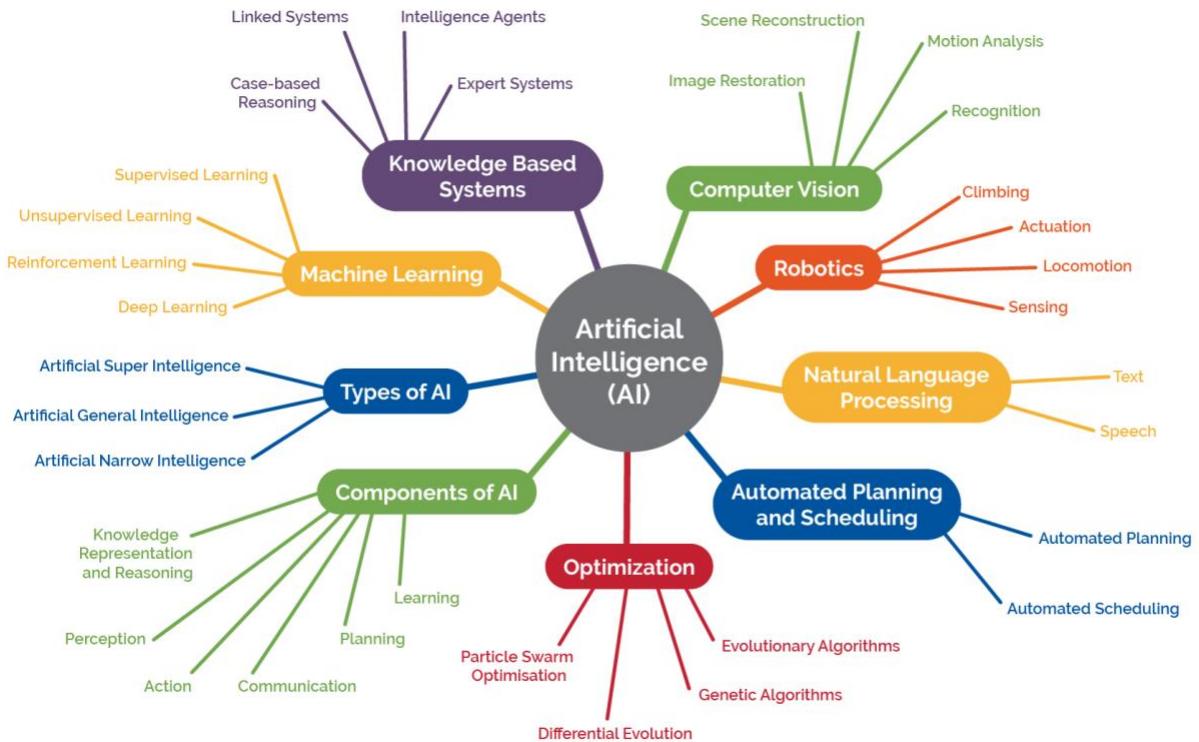 Linked Systems
Intelligence Agents
Case-based
Reasoning
Expert Systems
Knowledge Based
Systems
Scene Reconstruction
Motion Analysis
Image Restoration
Recognition
Computer Vision
Supervised Learning
Unsupervised Learning
Reinforcement Learning
Deep Learning
Machine Learning
Climbing
Actuation
Locomotion
Sensing
Robotics
Artificial
Intelligence
(AI)
Artificial Super Intelligence
Artificial General Intelligence
Artificial Narrow Intelligence
Types of AI
Natural Language
Processing
Text
Speech
Components of AI
Knowledge
Representation
and Reasoning
Perception
Action
Communication
Planning
Learning
Optimization
Particle Swarm
Optimisation
Differential Evolution
Genetic Algorithms
Evolutionary Algorithms
Automated Planning
and Scheduling
Automated Planning
Automated Scheduling